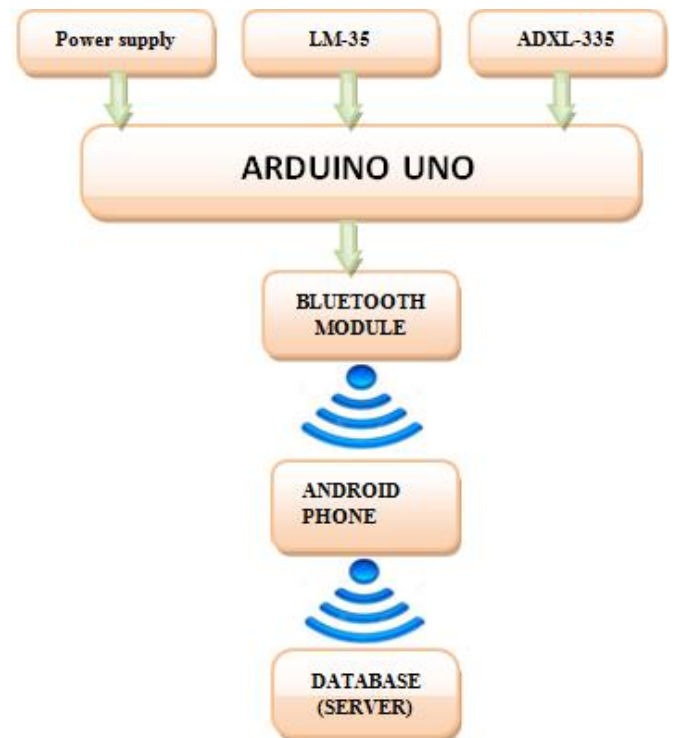 Power supply
LM-35
ADXL-335
ARDUINO UNO
BLUETOOTH
MODULE
ANDROID
PHONE
DATABASE
(SERVER)